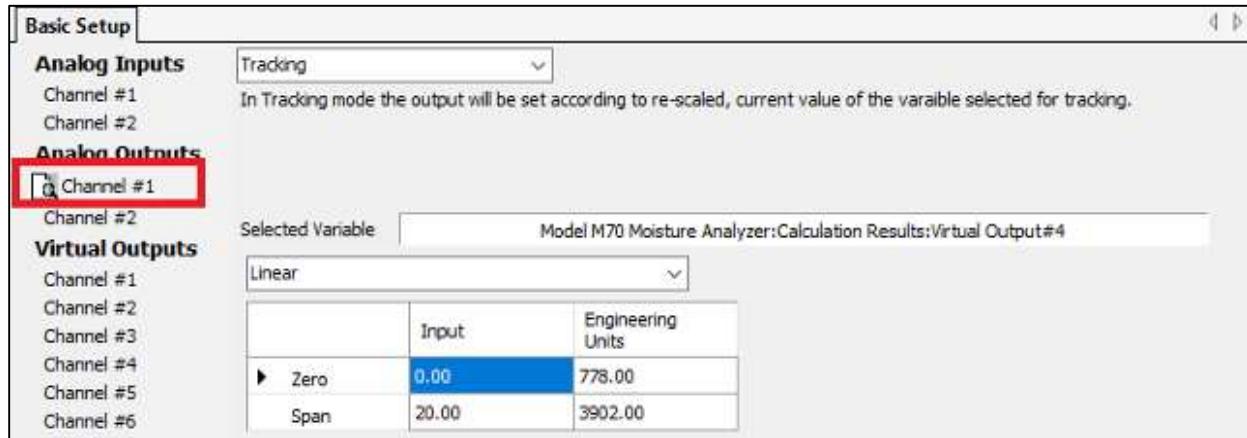 Basic Setup
Analog Inputs
Channel #1
Channel #2
Analog Outputs
Channel #1
Channel #2
Virtual Outputs
Channel #1
Channel #2
Channel #3
Channel #4
Channel #5
Channel #6
Tracking
In Tracking mode the output will be set according to re-scaled, current value of the varaible selected for tracking.
Selected Variable Model M70 Moisture Analyzer:Calculation Results:Virtual Output#4
Linear
Input Engineering
Units
Zero 0.00 778.00
Span 20.00 3902.00